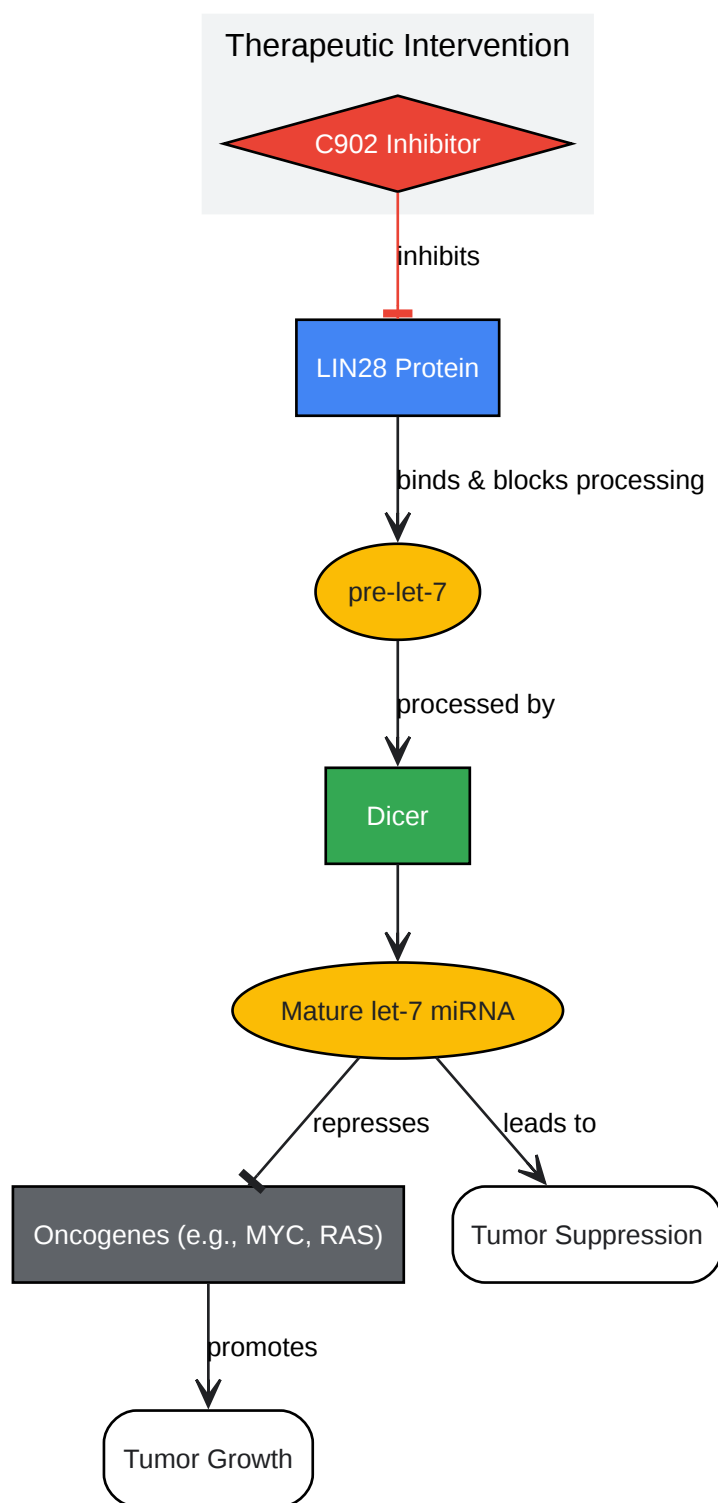 Therapeutic Intervention
C902 Inhibitor
inhibits
LIN28 Protein
binds & blocks processing
pre-let-7
processed by
Dicer
Mature let-7 miRNA
represses
leads to
Oncogenes (e.g., MYC, RAS)
Tumor Suppression
promotes
Tumor Growth